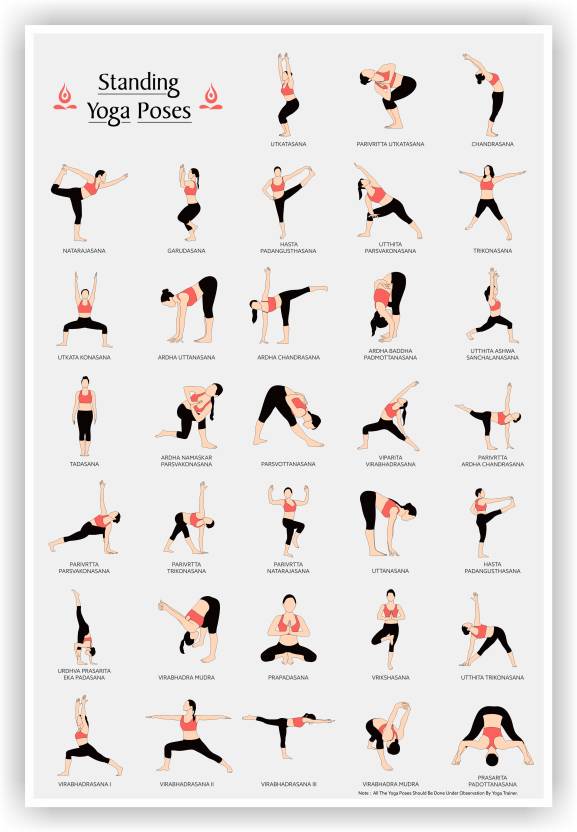 Standing
Yoga Poses
UTKATASANA
PARIVRITTA UTKATASANA
CHANDRASANA
NATARAJASANA
GARUDASANA
HASTA
PADANGUSTHASANA
UTTHITA
PARSVAKONASANA
TRIKONASANA
UTKATA KONASANA
ARDHA UTTANASANA
ARDHA CHANDRASANA
ARDHA BADDHA
PADMOTTANASANA
UTTHITA ASHWA
SANCHALANASANA
TADASANA
ARDHA NAMASKAR
PARSVAKONASANA
PARSVOTTANASANA
VIPARITA
VIRABHADRASANA
PARIVRTTA
ARDHA CHANDRASANA
PARIVRTTA
PARSVAKONASANA
PARIVRTTA
TRIKONASANA
PARIVRTTA
NATARAJASANA
UTTANASANA
HASTA
PADANGUSTHASANA
URDHVA PRASARITA
EKA PADASANA
VIRABHADRA MUDRA
PRAPADASANA
VRIKSHASANA
UTTHITA TRIKONASANA
VIRABHADRASANA I
VIRABHADRASANA II
VIRABHADRASANA III
VIRABHADRA MUDRA
PRASARITA
PADOTTANASANA
Note : All The Yoga Poses Should Be Done Under Observation By Yoga Trainer.